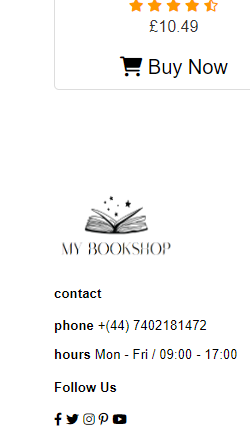 £10.49
Buy Now
MY BOOKSHOP
contact
phone +(44) 7402181472
hours Mon - Fri / 09:00 - 17:00
Follow Us